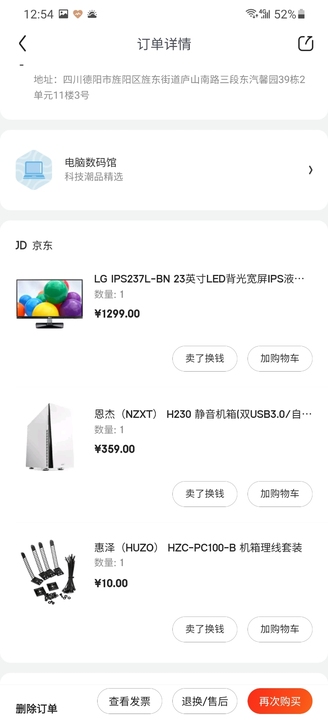 12:54
52%
订单详情
地址：四川德阳市旌阳区旌东街道庐山南路三段东汽馨园39栋2
单元11楼3号
电脑数码馆
科技潮品精选
JD 京东
LG IPS237L-BN 23英寸LED背光宽屏IPS液…
数量: 1
¥1299.00
卖了换钱
加购物车
恩杰（NZXT） H230 静音机箱(双USB3.0/自…
数量: 1
¥359.00
卖了换钱
加购物车
惠泽（HUZO） HZC-PC100-B 机箱理线套装
数量: 1
¥10.00
卖了换钱
加购物车
删除订单
查看发票
退换/售后
再次购买